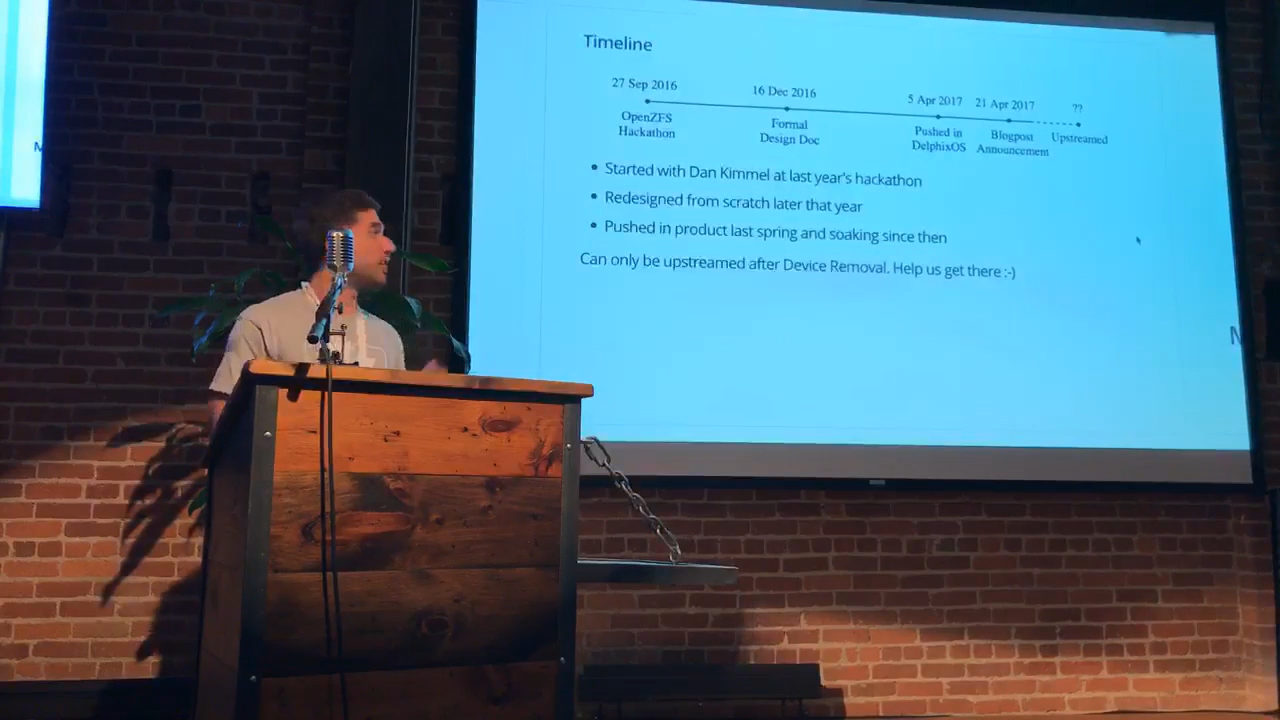 Timeline
27 Sep 2016
16 Dec 2016
5 Apr 2017
21 Apr 2017
??
OpenZFS
Hackathon
Formal
Design Doc
Pushed in
DelphixOS
Blogpost
Announcement
Upstreamed
• Started with Dan Kimmel at last year's hackathon
• Redesigned from scratch later that year
• Pushed in product last spring and soaking since then
Can only be upstreamed after Device Removal. Help us get there :-)